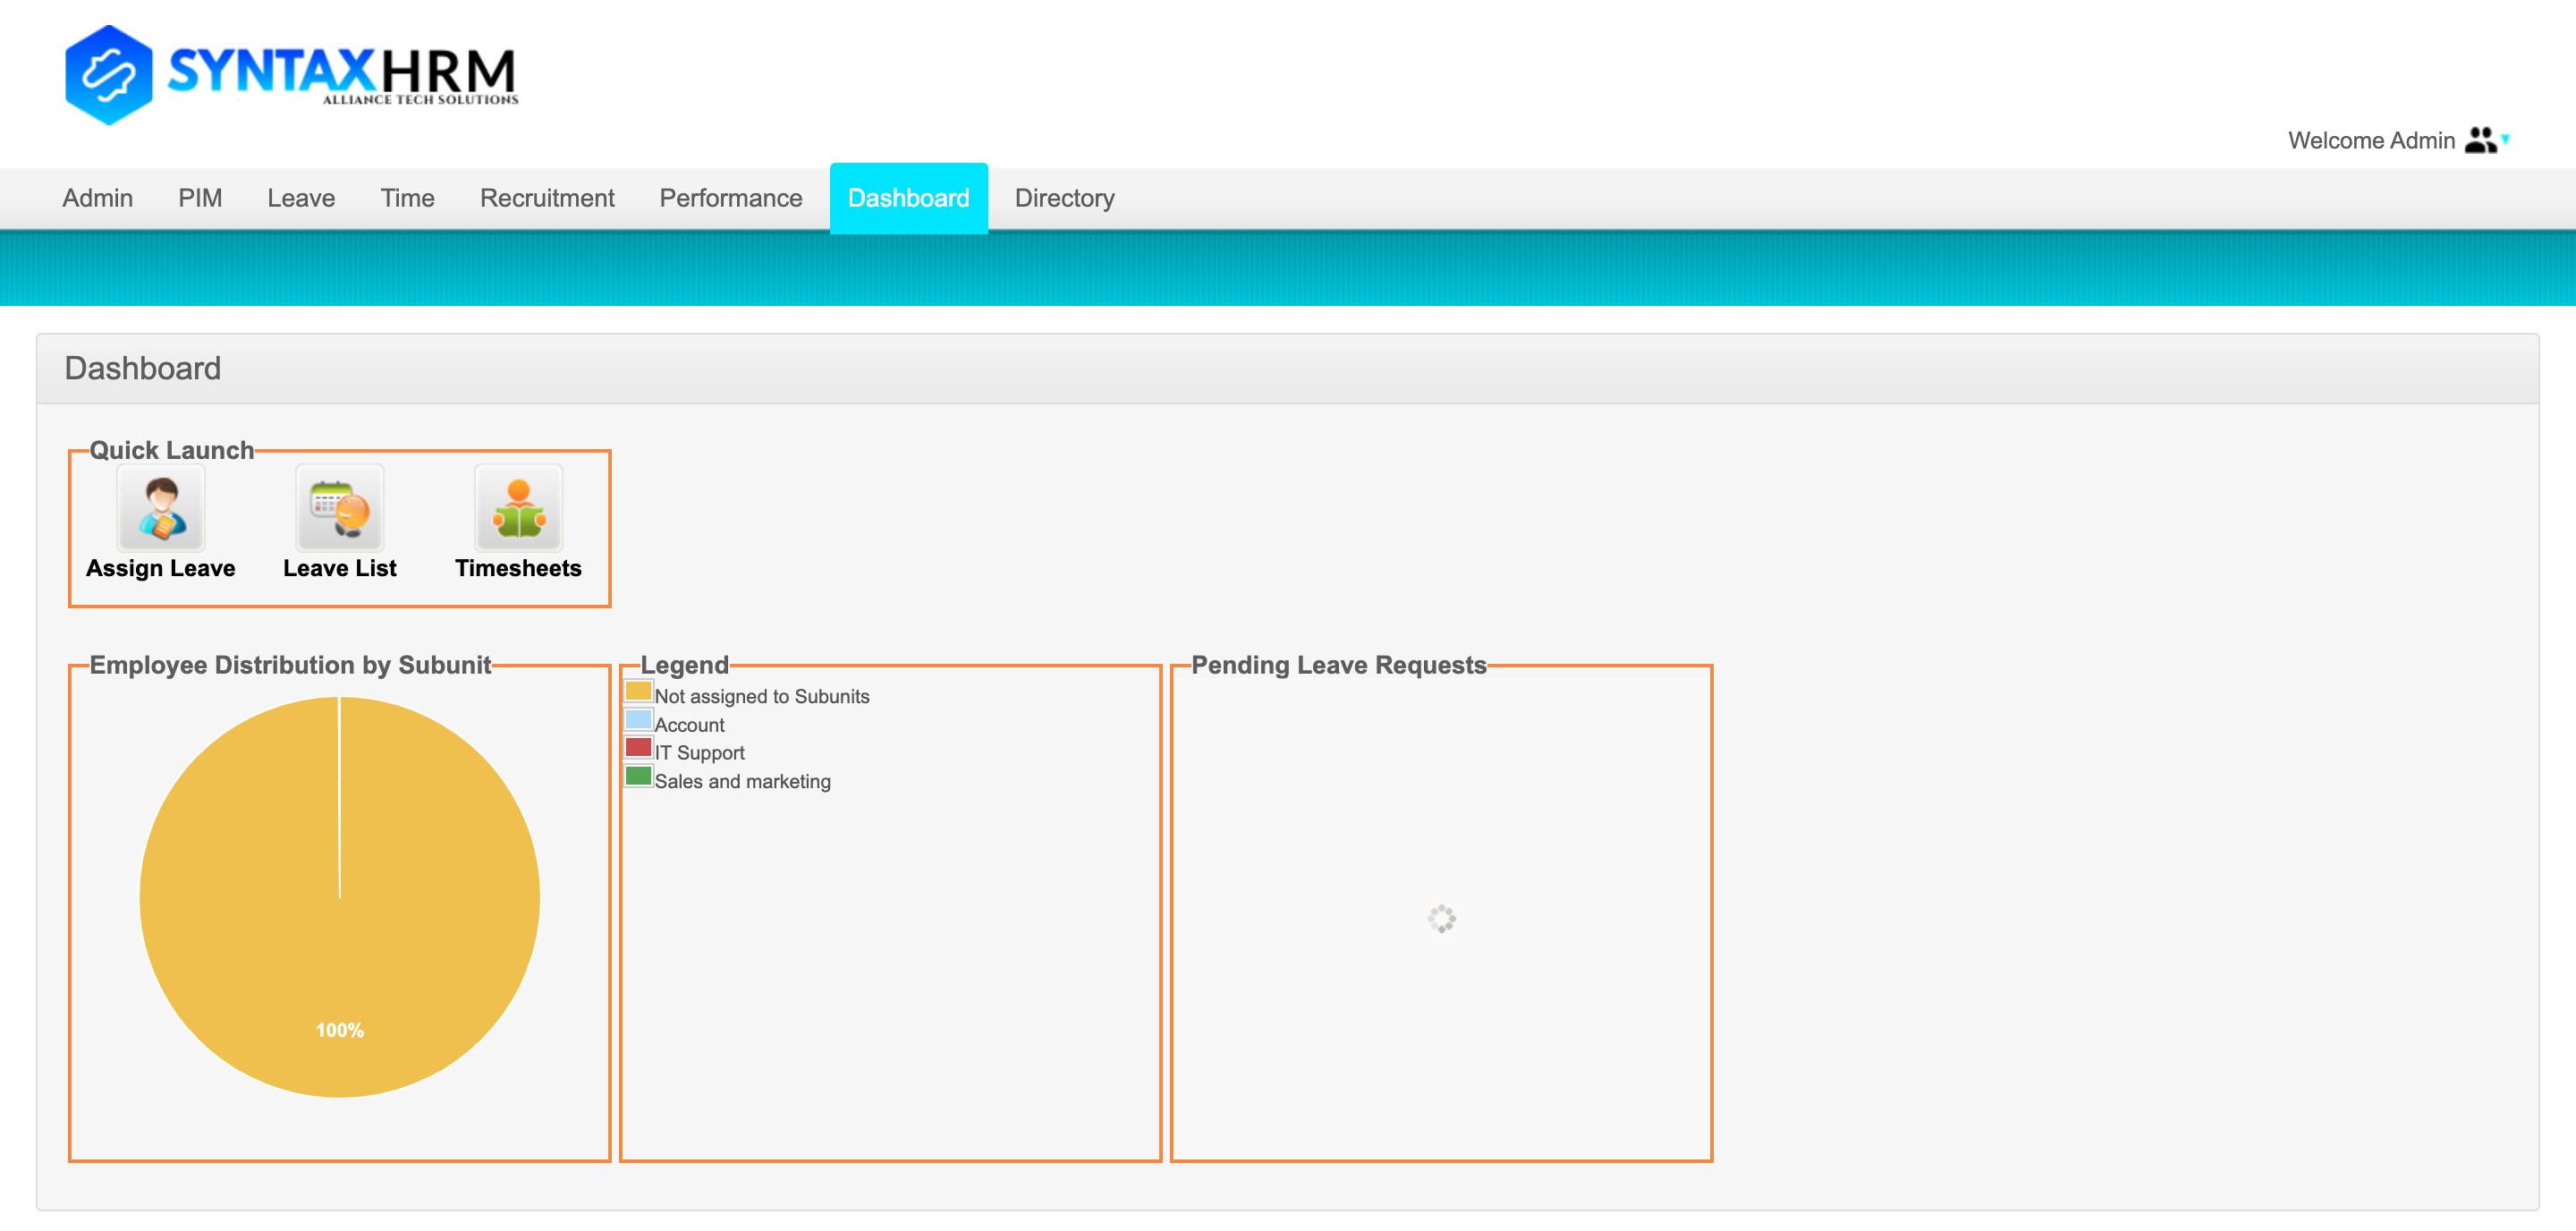 SYNTAXHRM
ALLIANCE TECH SOLUTIONS
Welcome Admin
Admin PIM Leave Time Recruitment Performance Dashboard Directory
Dashboard
Quick Launch
Assign Leave Leave List Timesheets
Employee Distribution by Subunit
100%
Legend
Not assigned to Subunits
Account
IT Support
Sales and marketing
Pending Leave Requests